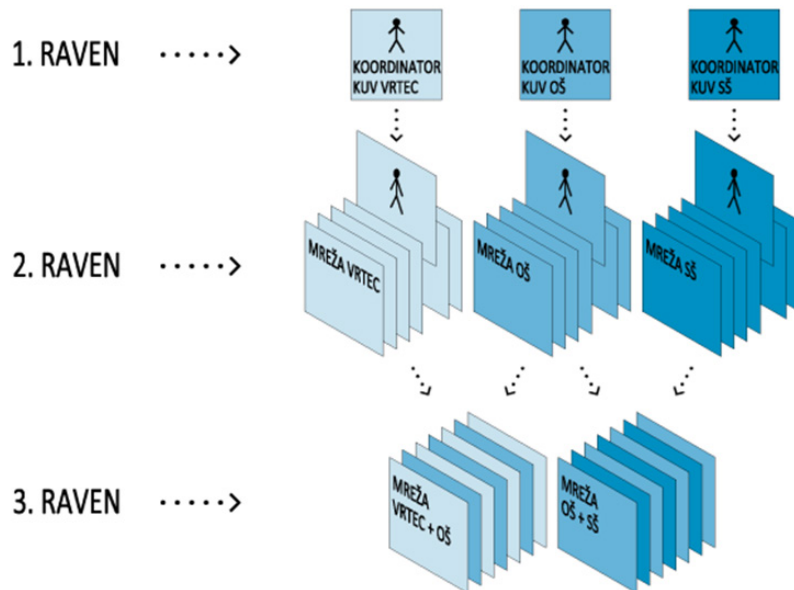 1. RAVEN
KOORDINATOR
KUV VRTEC
KOORDINATOR
KUV OŠ
KOORDINATOR
KUV SŠ
2. RAVEN
MREŽA VRTEC
MREŽA OŠ
MREŽA SŠ
3. RAVEN
MREŽA
VRTEC + OŠ
MREŽA
OŠ + SŠ